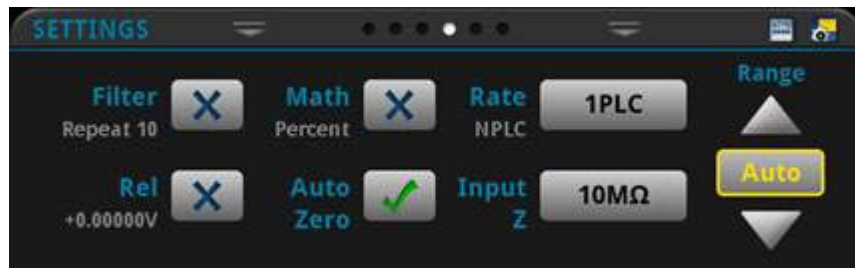 SETTINGS
Range
Filter
Repeat 10
Math
Percent
Rate
NPLC
1PLC
Rel
+0.00000V
Auto
Zero
Input
Z
10MΩ
Auto